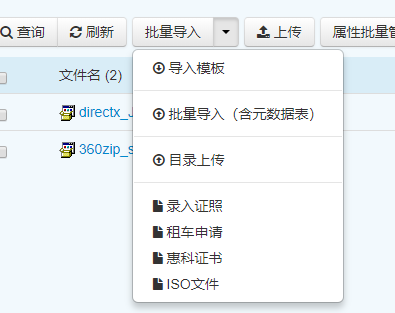 查询 刷新 批量导入 上传 属性批量管
文件名 (2)
导入模板
directx_J
批量导入（含元数据表）
360zip_s
目录上传
录入证照
租车申请
惠科证书
ISO文件